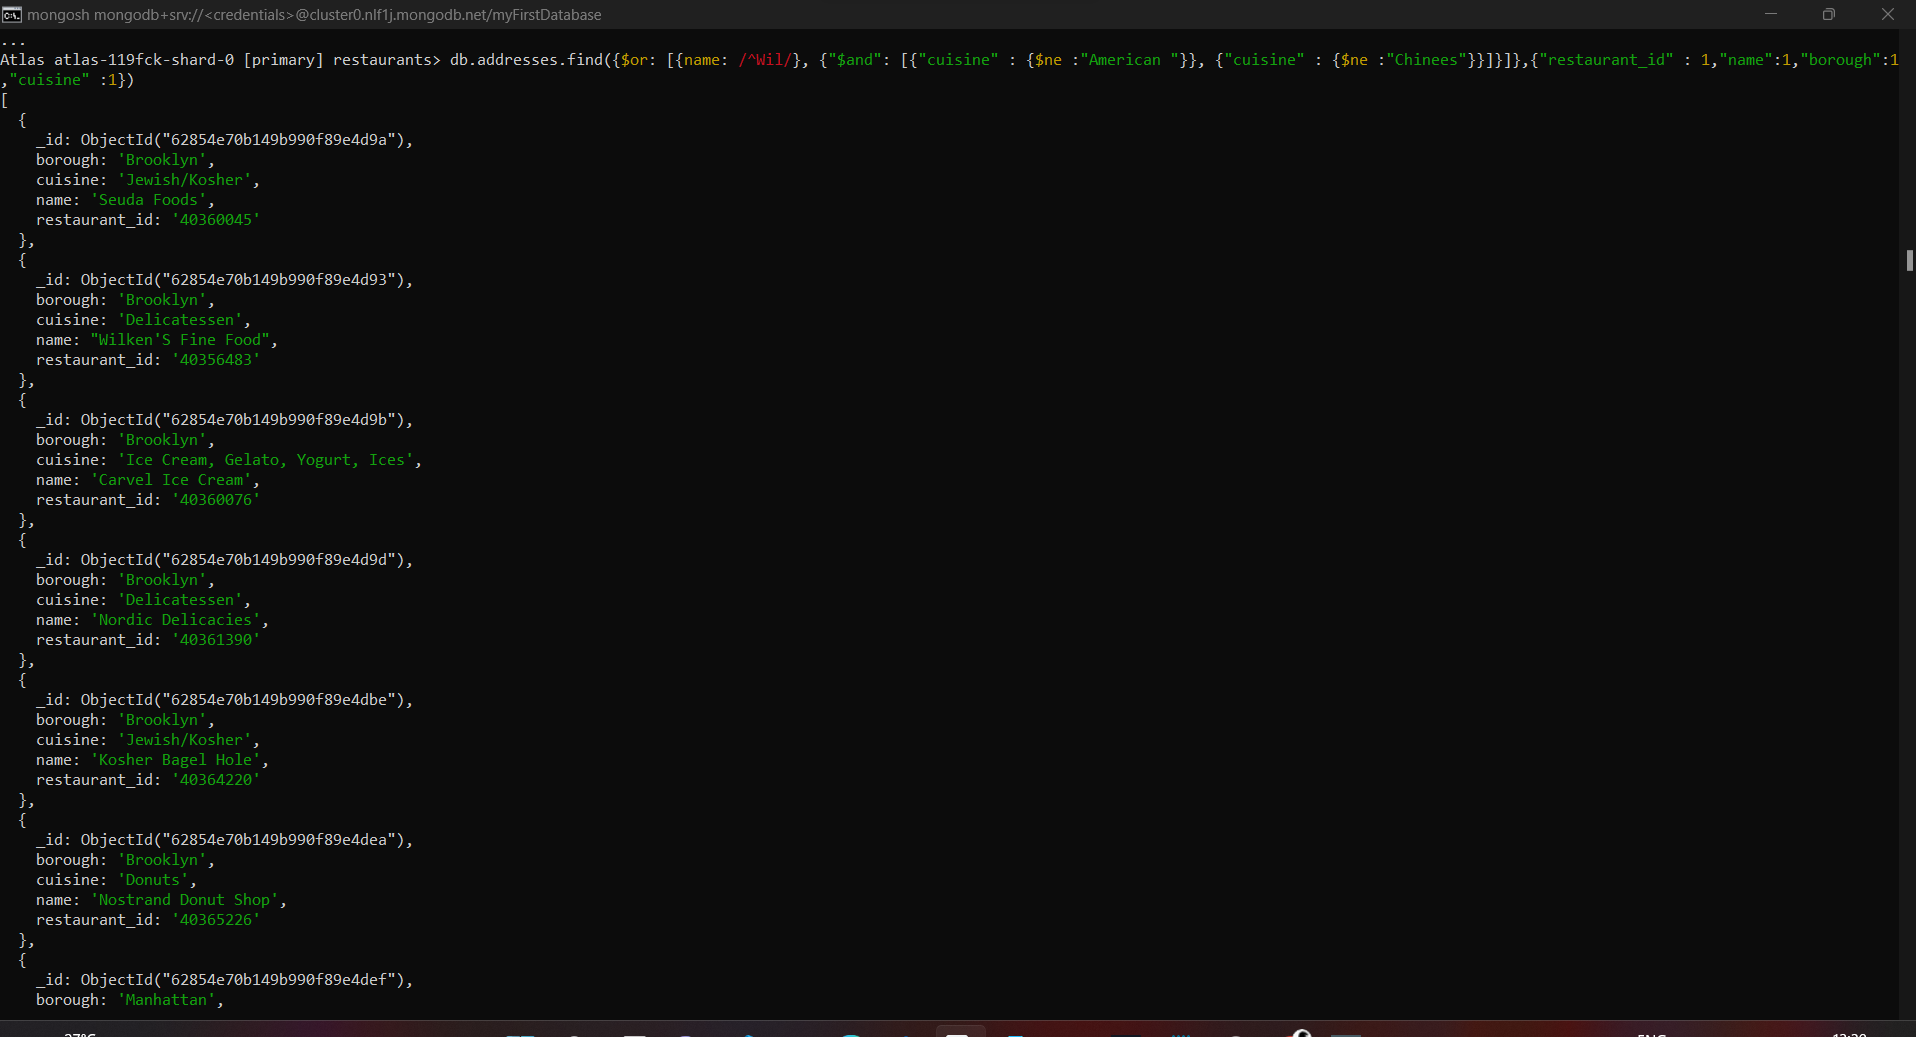 mongosh mongodb+srv://<credentials>@cluster0.nlf1j.mongodb.net/myFirstDatabase
...
Atlas atlas-119fck-shard-0 [primary] restaurants> db.addresses.find({$or: [{name: /^Wil/}, {"$and": [{"cuisine" : {$ne :"American "}}, {"cuisine" : {$ne :"Chinees"}}]}]},{"restaurant_id" : 1,"name":1,"borough":1
,"cuisine" :1})
[
  {
    _id: ObjectId("62854e70b149b990f89e4d9a"),
    borough: 'Brooklyn',
    cuisine: 'Jewish/Kosher',
    name: 'Seuda Foods',
    restaurant_id: '40360045'
  },
  {
    _id: ObjectId("62854e70b149b990f89e4d93"),
    borough: 'Brooklyn',
    cuisine: 'Delicatessen',
    name: "Wilken'S Fine Food",
    restaurant_id: '40356483'
  },
  {
    _id: ObjectId("62854e70b149b990f89e4d9b"),
    borough: 'Brooklyn',
    cuisine: 'Ice Cream, Gelato, Yogurt, Ices',
    name: 'Carvel Ice Cream',
    restaurant_id: '40360076'
  },
  {
    _id: ObjectId("62854e70b149b990f89e4d9d"),
    borough: 'Brooklyn',
    cuisine: 'Delicatessen',
    name: 'Nordic Delicacies',
    restaurant_id: '40361390'
  },
  {
    _id: ObjectId("62854e70b149b990f89e4dbe"),
    borough: 'Brooklyn',
    cuisine: 'Jewish/Kosher',
    name: 'Kosher Bagel Hole',
    restaurant_id: '40364220'
  },
  {
    _id: ObjectId("62854e70b149b990f89e4dea"),
    borough: 'Brooklyn',
    cuisine: 'Donuts',
    name: 'Nostrand Donut Shop',
    restaurant_id: '40365226'
  },
  {
    _id: ObjectId("62854e70b149b990f89e4def"),
    borough: 'Manhattan',